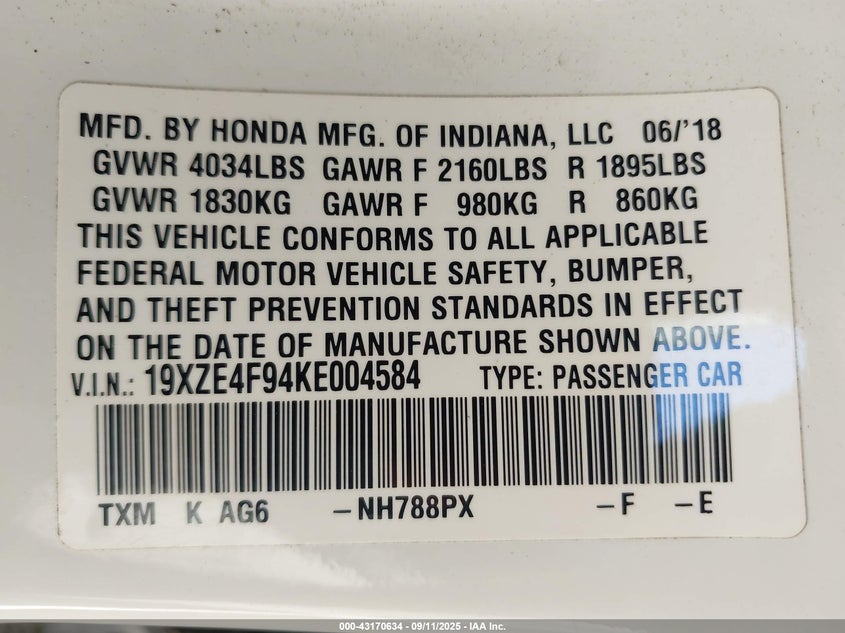 MFD. BY HONDA MFG. OF INDIANA, LLC 06/'18
GVWR 4034LBS GAWR F 2160LBS R 1895LBS
GVWR 1830KG GAWR F 980KG R 860KG
THIS VEHICLE CONFORMS TO ALL APPLICABLE
FEDERAL MOTOR VEHICLE SAFETY, BUMPER,
AND THEFT PREVENTION STANDARDS IN EFFECT
ON THE DATE OF MANUFACTURE SHOWN ABOVE.
V.I.N.: 19XZE4F94KE004584 TYPE: PASSENGER CAR
TXM K AG6 –NH788PX –F –E
000-43170634 - 09/11/2025 - IAA Inc.